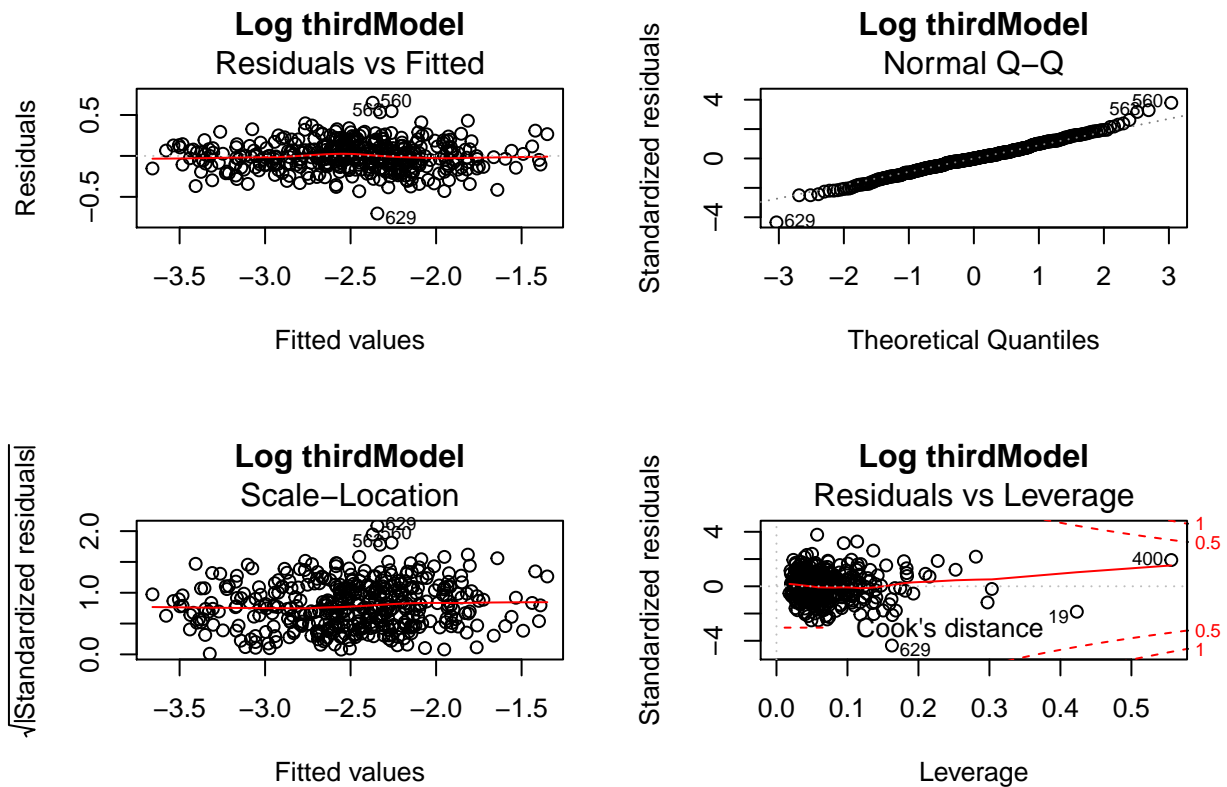 Log thirdModel
Residuals vs Fitted
Residuals
0.5
−0.5
560
563
629
−3.5 −3.0 −2.5 −2.0 −1.5
Fitted values
Log thirdModel
Normal Q−Q
Standardized residuals
4
0
−4
560
563
629
−3 −2 −1 0 1 2 3
Theoretical Quantiles
Log thirdModel
Scale−Location
√|Standardized residuals|
2.0
1.0
0.0
629
560
563
−3.5 −3.0 −2.5 −2.0 −1.5
Fitted values
Log thirdModel
Residuals vs Leverage
Standardized residuals
4
0
−4
1
0.5
400
19
Cook's distance
0.5
629
1
0.0 0.1 0.2 0.3 0.4 0.5
Leverage